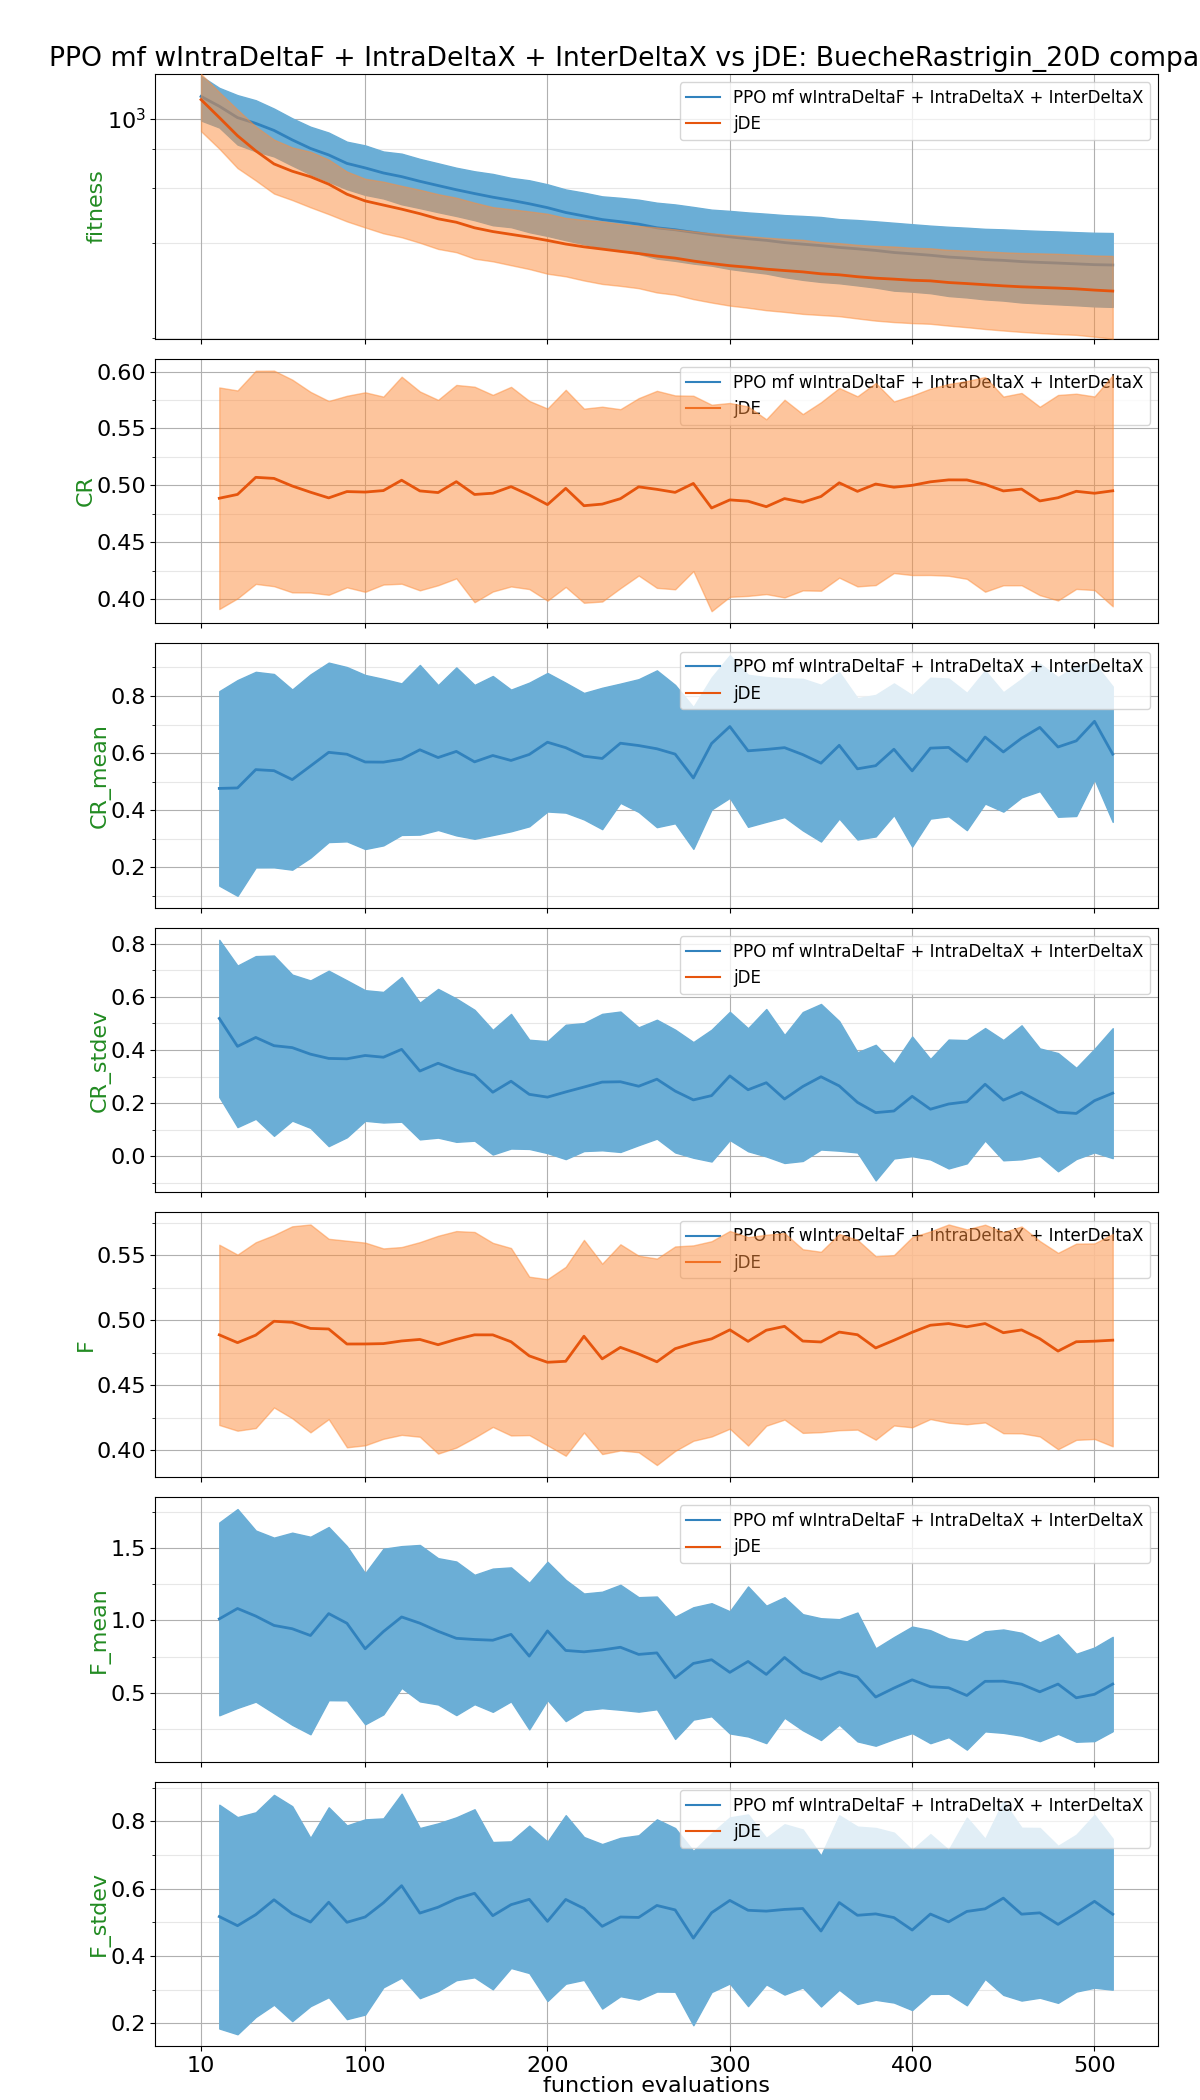 PPO mf wIntraDeltaF + IntraDeltaX + InterDeltaX vs jDE: BuecheRastrigin_20D compa
PPO mf wIntraDeltaF + IntraDeltaX + InterDeltaX
jDE
10³
fitness
PPO mf wIntraDeltaF + IntraDeltaX + InterDeltaX
jDE
0.60
0.55
0.50
0.45
0.40
CR
PPO mf wIntraDeltaF + IntraDeltaX + InterDeltaX
jDE
0.8
0.6
0.4
0.2
CR_mean
PPO mf wIntraDeltaF + IntraDeltaX + InterDeltaX
jDE
0.8
0.6
0.4
0.2
0.0
CR_stdev
PPO mf wIntraDeltaF + IntraDeltaX + InterDeltaX
jDE
0.55
0.50
0.45
0.40
F
PPO mf wIntraDeltaF + IntraDeltaX + InterDeltaX
jDE
1.5
1.0
0.5
F_mean
PPO mf wIntraDeltaF + IntraDeltaX + InterDeltaX
jDE
0.8
0.6
0.4
0.2
F_stdev
10 100 200 300 400 500
function evaluations